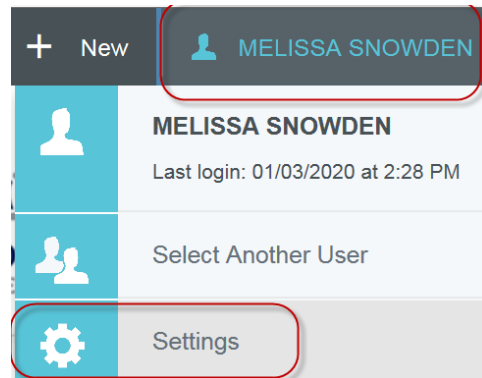 + New MELISSA SNOWDEN
MELISSA SNOWDEN
Last login: 01/03/2020 at 2:28 PM
Select Another User
Settings